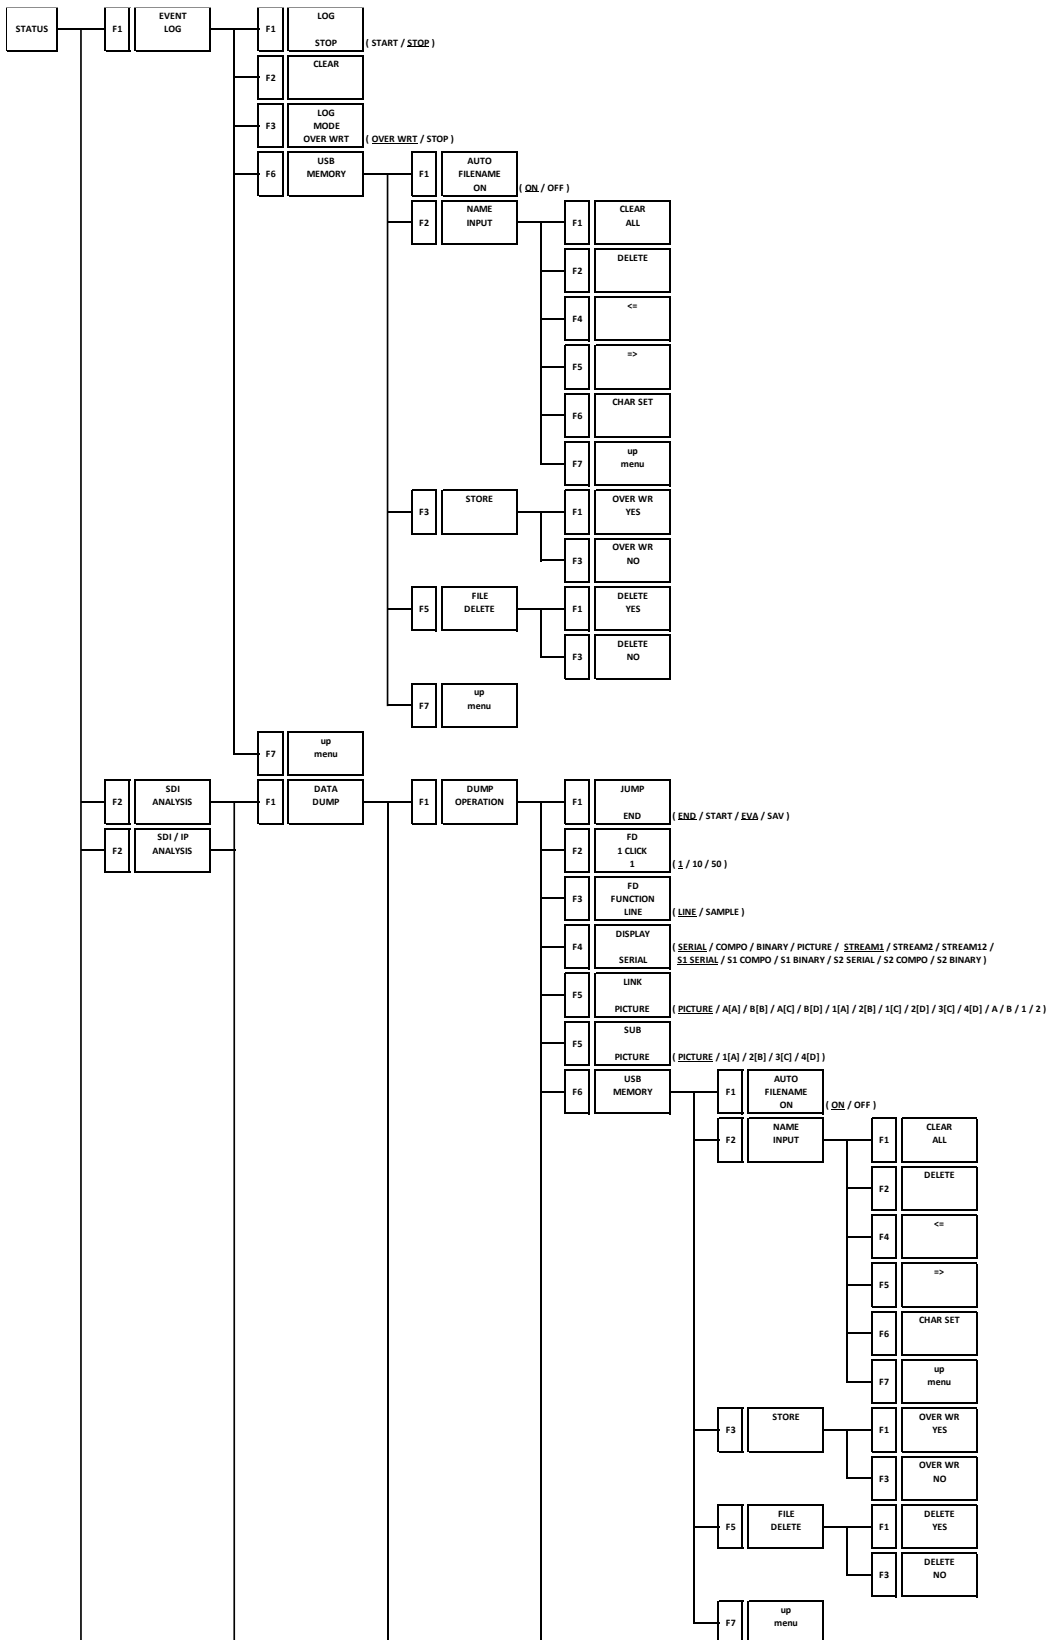 STATUS
F1
EVENT
LOG
F1
LOG
STOP
( START / STOP )
F2
CLEAR
F3
LOG
MODE
OVER WRT
( OVER WRT / STOP )
F6
USB
MEMORY
F1
AUTO
FILENAME
ON
( ON / OFF )
F2
NAME
INPUT
F1
CLEAR
ALL
F2
DELETE
F4
<=
F5
=>
F6
CHAR SET
F7
up
menu
F3
STORE
F1
OVER WR
YES
F3
OVER WR
NO
F5
FILE
DELETE
F1
DELETE
YES
F3
DELETE
NO
F7
up
menu
F7
up
menu
F2
SDI
ANALYSIS
F1
DATA
DUMP
F1
DUMP
OPERATION
F1
JUMP
END
( END / START / EVA / SAV )
F2
SDI / IP
ANALYSIS
F2
FD
1 CLICK
1
( 1 / 10 / 50 )
F3
FD
FUNCTION
LINE
( LINE / SAMPLE )
F4
DISPLAY
SERIAL
( SERIAL / COMPO / BINARY / PICTURE / STREAM1 / STREAM2 / STREAM12 /
S1 SERIAL / S1 COMPO / S1 BINARY / S2 SERIAL / S2 COMPO / S2 BINARY )
F5
LINK
PICTURE
( PICTURE / A[A] / B[B] / A[C] / B[D] / 1[A] / 2[B] / 1[C] / 2[D] / 3[C] / 4[D] / A / B / 1 / 2 )
F5
SUB
PICTURE
( PICTURE / 1[A] / 2[B] / 3[C] / 4[D] )
F6
USB
MEMORY
F1
AUTO
FILENAME
ON
( ON / OFF )
F2
NAME
INPUT
F1
CLEAR
ALL
F2
DELETE
F4
<=
F5
=>
F6
CHAR SET
F7
up
menu
F3
STORE
F1
OVER WR
YES
F3
OVER WR
NO
F5
FILE
DELETE
F1
DELETE
YES
F3
DELETE
NO
F7
up
menu